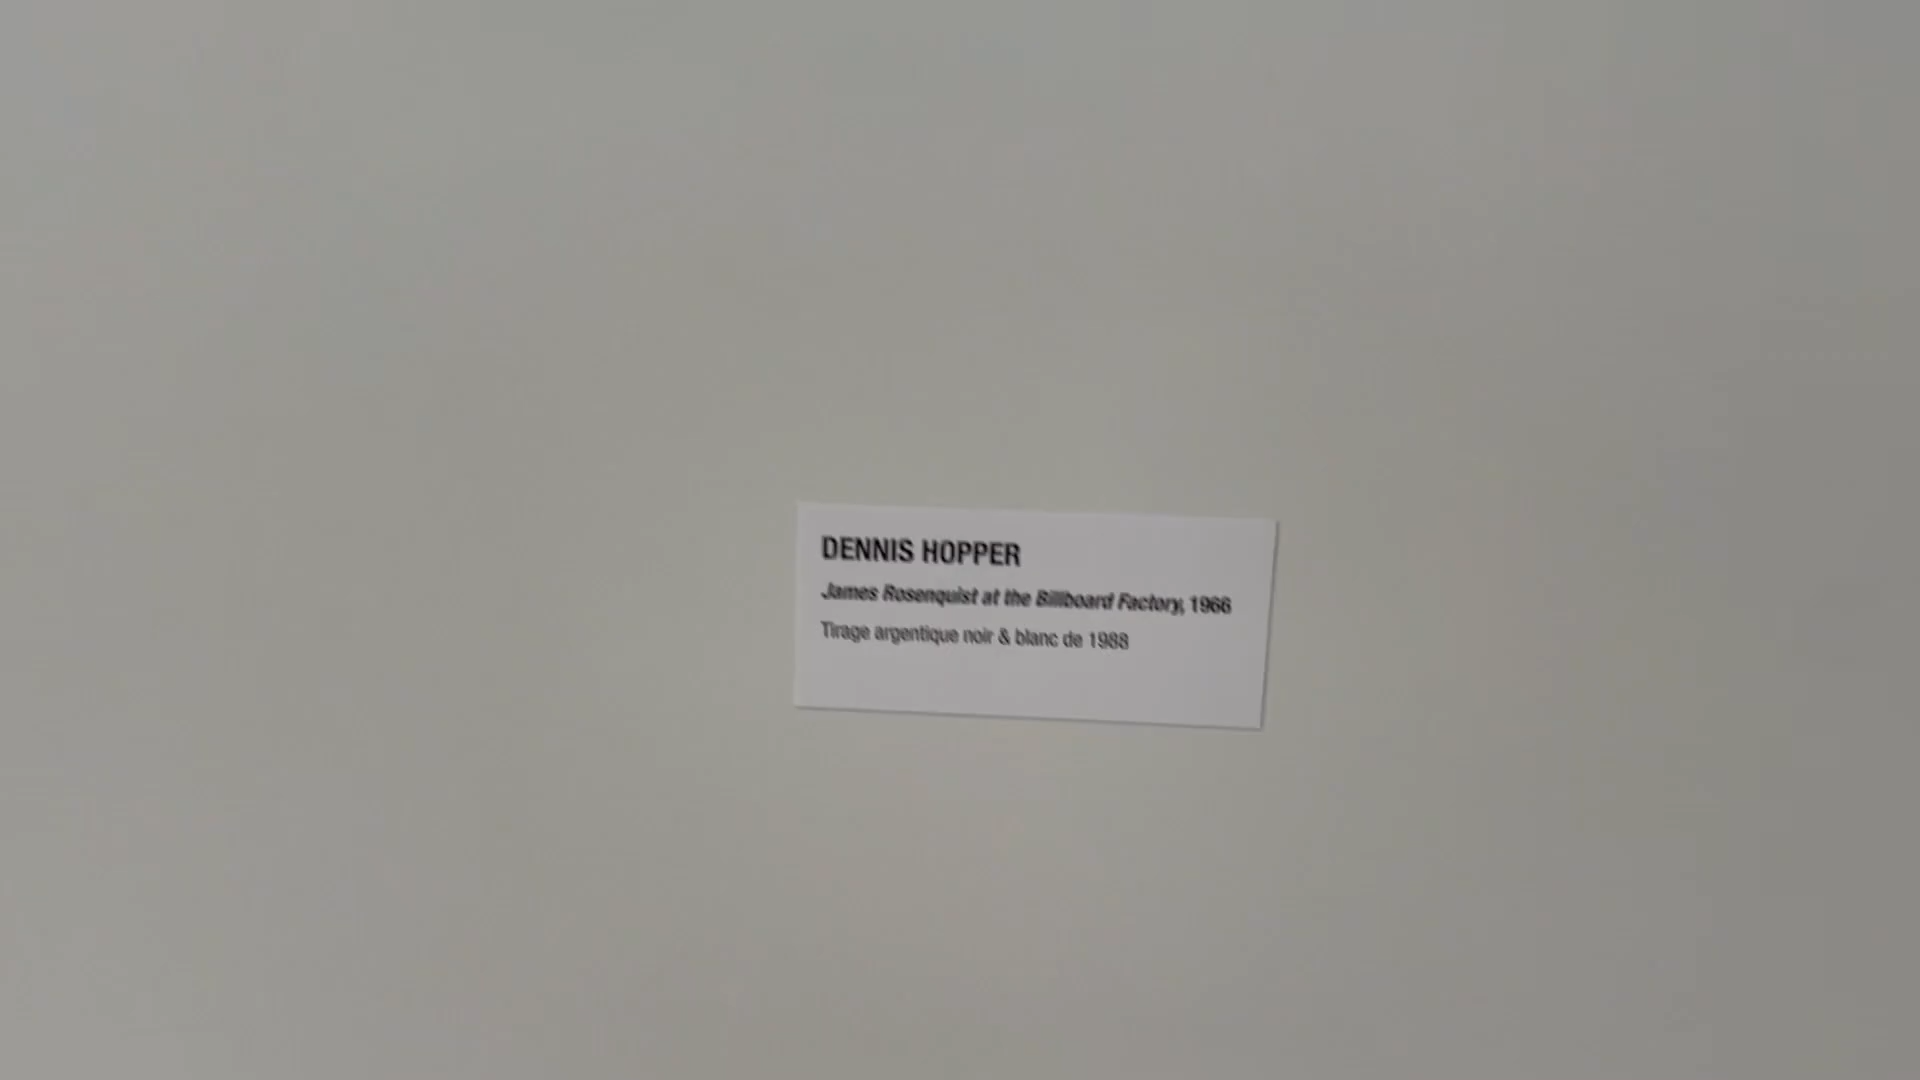 DENNIS HOPPER
James Rosenquist at the Billboard Factory, 1966
Tirage argentique noir & blanc de 1988